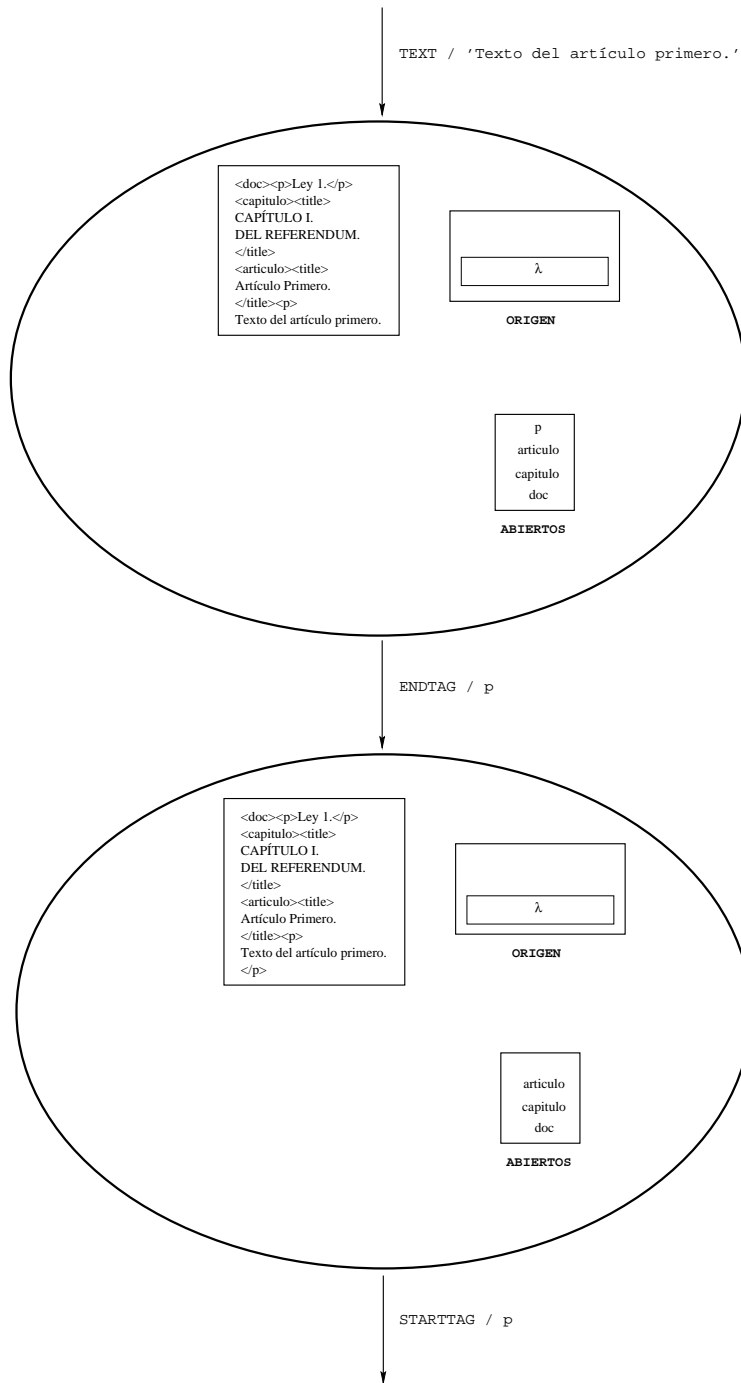 TEXT / 'Texto del artículo primero.'
<doc><p>Ley 1.</p>
<capitulo><title>
CAPÍTULO I.
DEL REFERENDUM.
</title>
<articulo><title>
Artículo Primero.
</title><p>
Texto del artículo primero.
λ
ORIGEN
p
articulo
capitulo
doc
ABIERTOS
ENDTAG / p
<doc><p>Ley 1.</p>
<capitulo><title>
CAPÍTULO I.
DEL REFERENDUM.
</title>
<articulo><title>
Artículo Primero.
</title><p>
Texto del artículo primero.
</p>
λ
ORIGEN
articulo
capitulo
doc
ABIERTOS
STARTTAG / p